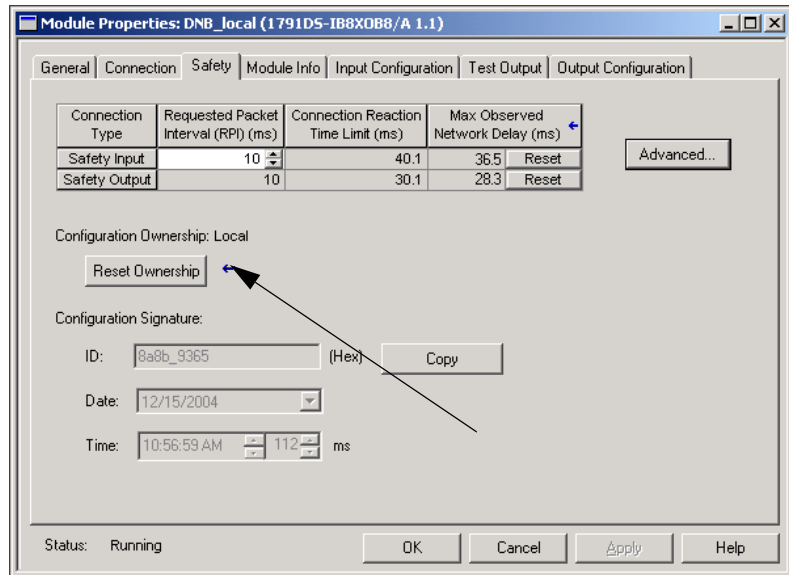 Module Properties: DNB_local (1791DS-IB8XOB8/A 1.1)
General Connection Safety Module Info Input Configuration Test Output Output Configuration
Connection Type Requested Packet Interval (RPI) (ms) Connection Reaction Time Limit (ms) Max Observed Network Delay (ms)
Safety Input 10 40.1 36.5 Reset
Advanced...
Safety Output 10 30.1 28.3 Reset
Configuration Ownership: Local
Reset Ownership
Configuration Signature:
ID: 8a8b_9365 (Hex) Copy
Date: 12/15/2004
Time: 10:56:59 AM 112 ms
Status: Running OK Cancel Apply Help